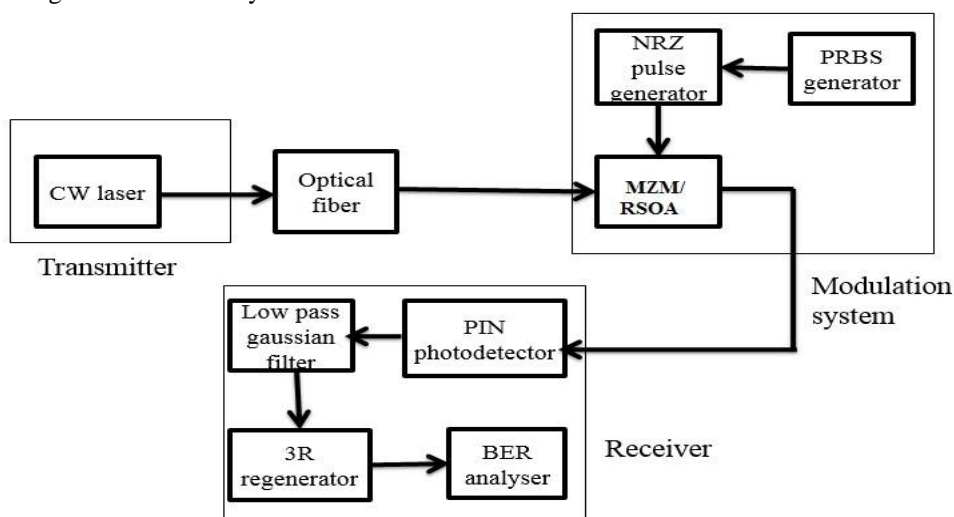 NRZ
pulse
generator
PRBS
generator
CW laser
Optical
fiber
MZM/
RSOA
Transmitter
Modulation
system
Low pass
gaussian
filter
PIN
photodetector
3R
regenerator
BER
analyser
Receiver